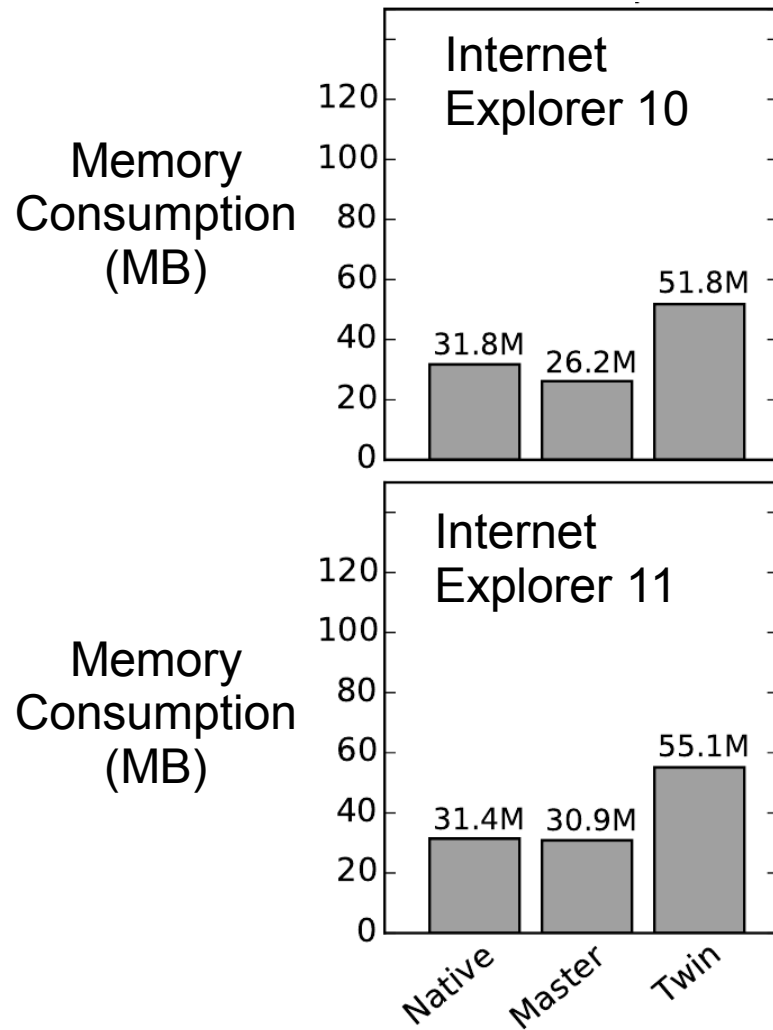 Internet
Explorer 10
Memory
Consumption
(MB)
120
100
80
60
40
20
0
31.8M
26.2M
51.8M
Internet
Explorer 11
Memory
Consumption
(MB)
120
100
80
60
40
20
0
31.4M
30.9M
55.1M
Native
Master
Twin